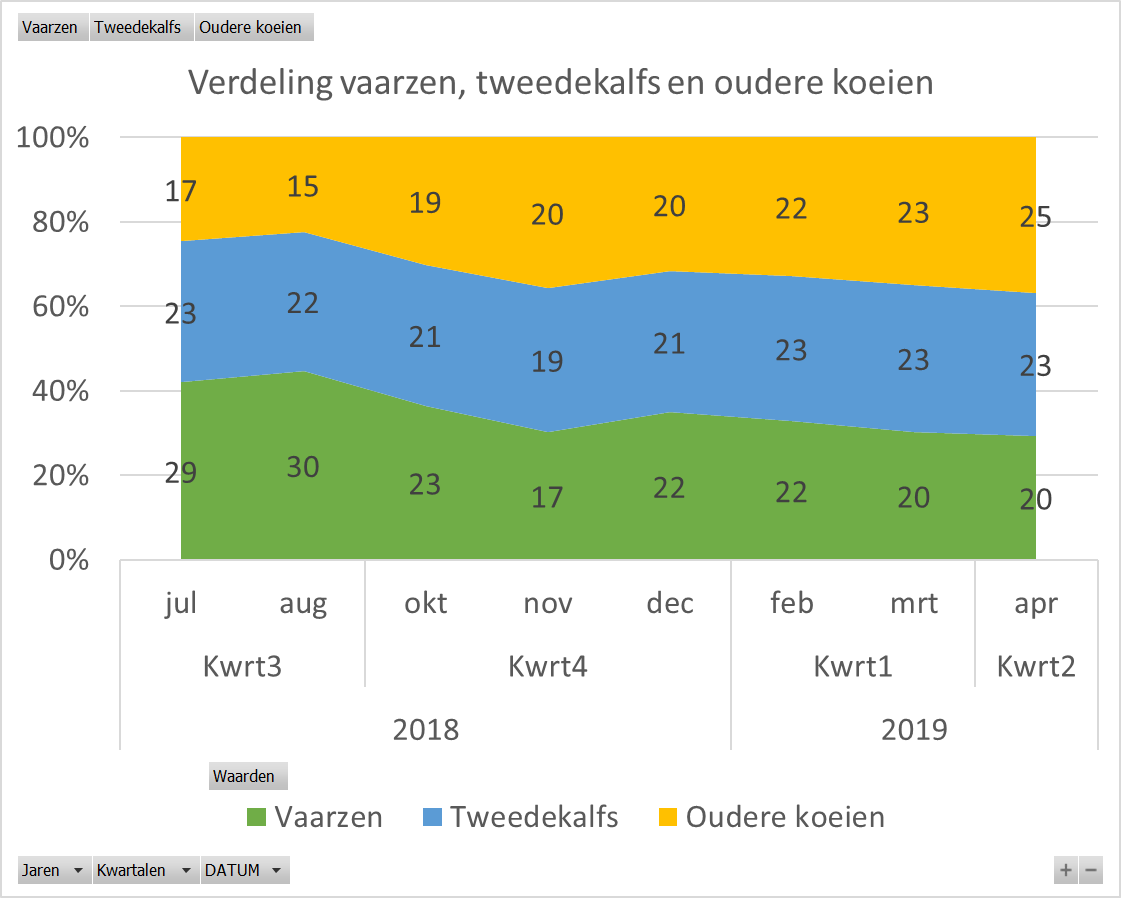 Vaarzen Tweedekalfs Oudere koeien
Verdeling vaarzen, tweedekalfs en oudere koeien
100%
17 15 19 20 20 22 23 25
80%
23 22 21 19 21 23 23 23
60%
40%
29 30 23 17 22 22 20 20
20%
0%
jul aug okt nov dec feb mrt apr
Kwrt3 Kwrt4 Kwrt1 Kwrt2
2018 2019
Waarden
Vaarzen Tweedekalfs Oudere koeien
Jaren Kwartalen DATUM + −